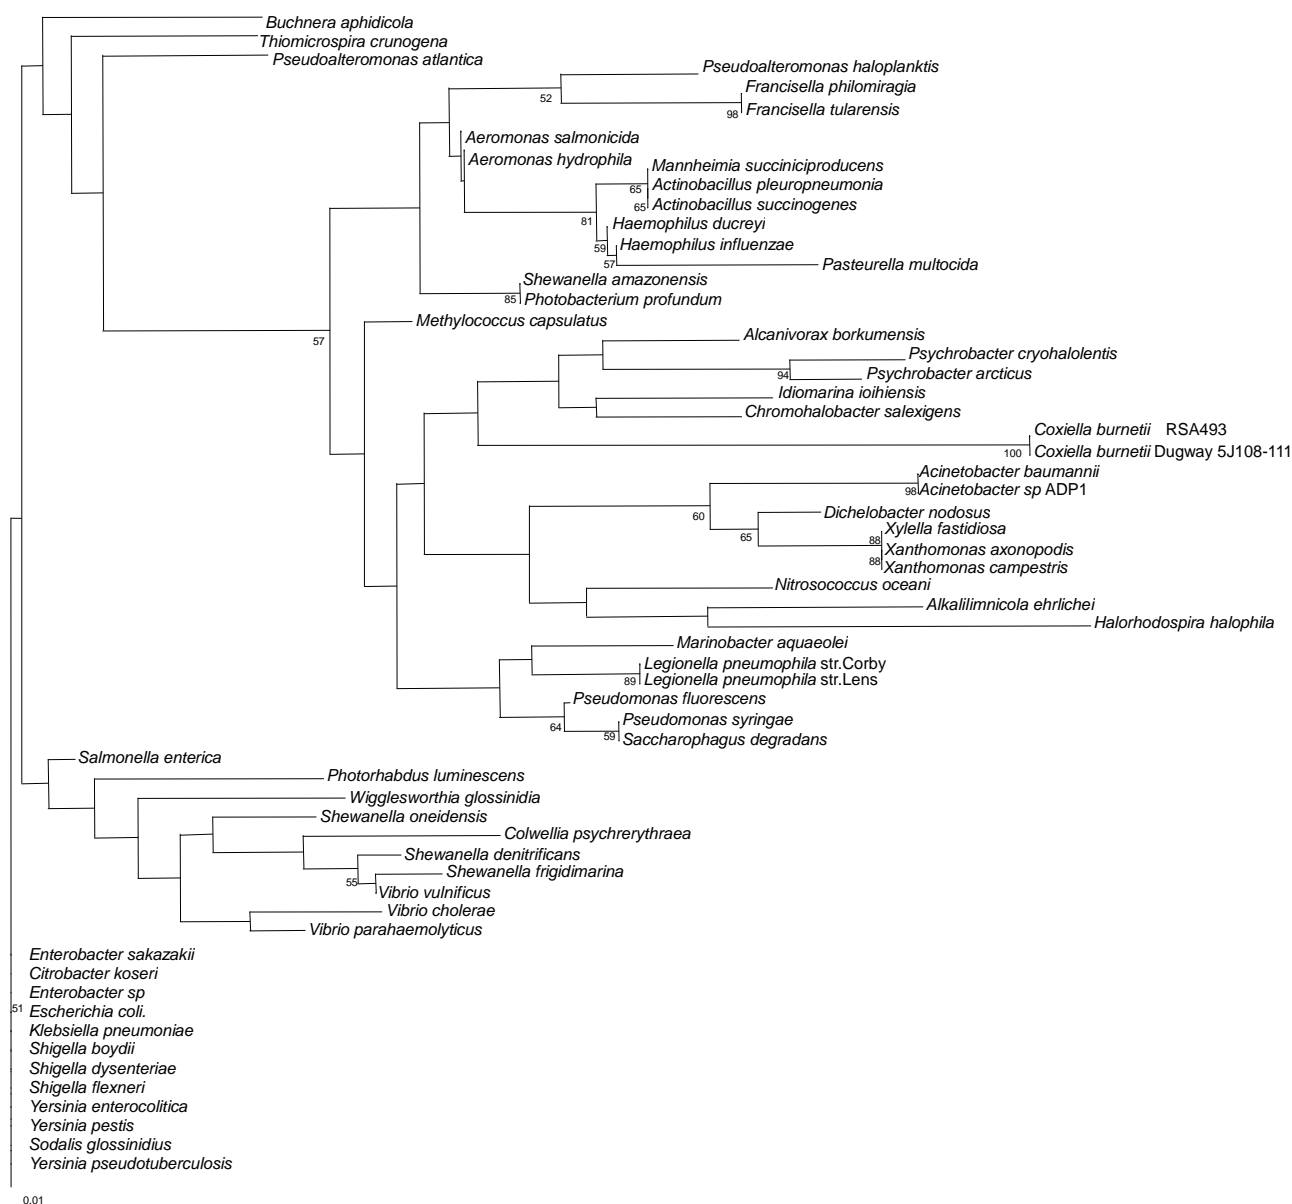 Buchnera aphidicola
Thiomicrospira crunogena
Pseudoalteromonas atlantica
Pseudoalteromonas haloplanktis
Francisella philomiragia
52
98 Francisella tularensis
Aeromonas salmonicida
Aeromonas hydrophila
Mannheimia succiniciproducens
65 Actinobacillus pleuropneumonia
65 Actinobacillus succinogenes
81
Haemophilus ducreyi
59 Haemophilus influenzae
57 Pasteurella multocida
Shewanella amazonensis
85 Photobacterium profundum
Methylococcus capsulatus
57
Alcanivorax borkumensis
Psychrobacter cryohalolentis
94 Psychrobacter arcticus
Idiomarina ioihiensis
Chromohalobacter salexigens
Coxiella burnetii RSA493
100 Coxiella burnetii Dugway 5J108-111
Acinetobacter baumannii
98 Acinetobacter sp ADP1
60
Dichelobacter nodosus
Xylella fastidiosa
65
88
Xanthomonas axonopodis
88 Xanthomonas campestris
Nitrosococcus oceani
Alkalilimnicola ehrlichei
Halorhodospira halophila
Marinobacter aquaeolei
Legionella pneumophila str.Corby
89 Legionella pneumophila str.Lens
Pseudomonas fluorescens
64
Pseudomonas syringae
59 Saccharophagus degradans
Salmonella enterica
Photorhabdus luminescens
Wigglesworthia glossinidia
Shewanella oneidensis
Colwellia psychrerythraea
Shewanella denitrificans
Shewanella frigidimarina
55
Vibrio vulnificus
Vibrio cholerae
Vibrio parahaemolyticus
Enterobacter sakazakii
Citrobacter koseri
Enterobacter sp
51 Escherichia coli.
Klebsiella pneumoniae
Shigella boydii
Shigella dysenteriae
Shigella flexneri
Yersinia enterocolitica
Yersinia pestis
Sodalis glossinidius
Yersinia pseudotuberculosis
0.01